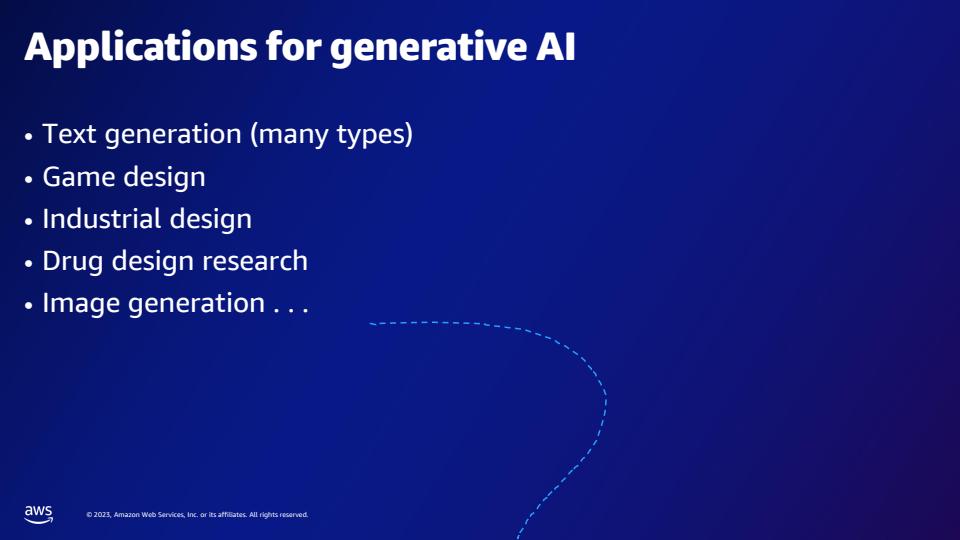 Applications for generative AI
• Text generation (many types)
• Game design
• Industrial design
• Drug design research
• Image generation . . .
aws
© 2023, Amazon Web Services, Inc. or its affiliates. All rights reserved.